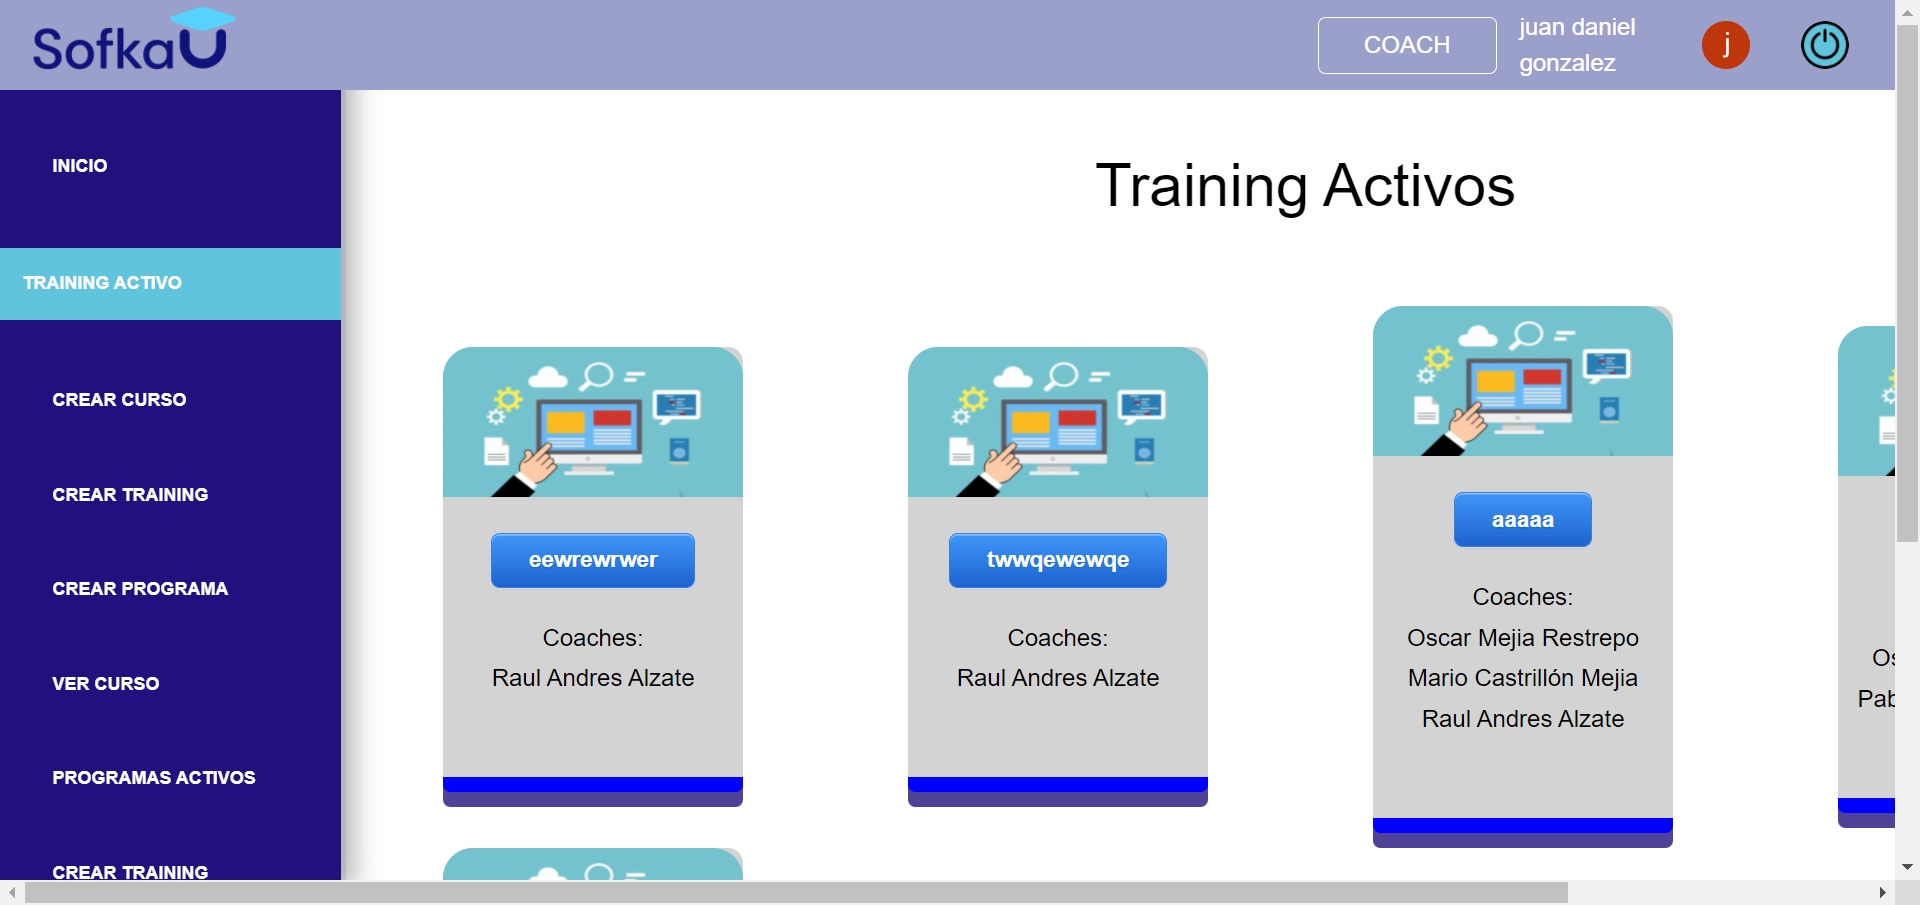 SofkaU
COACH
juan daniel
gonzalez
j
INICIO
TRAINING ACTIVO
CREAR CURSO
CREAR TRAINING
CREAR PROGRAMA
VER CURSO
PROGRAMAS ACTIVOS
CREAR TRAINING
Training Activos
eewrewrwer
Coaches:
Raul Andres Alzate
twwqewewqe
Coaches:
Raul Andres Alzate
aaaaa
Coaches:
Oscar Mejia Restrepo
Mario Castrillón Mejia
Raul Andres Alzate